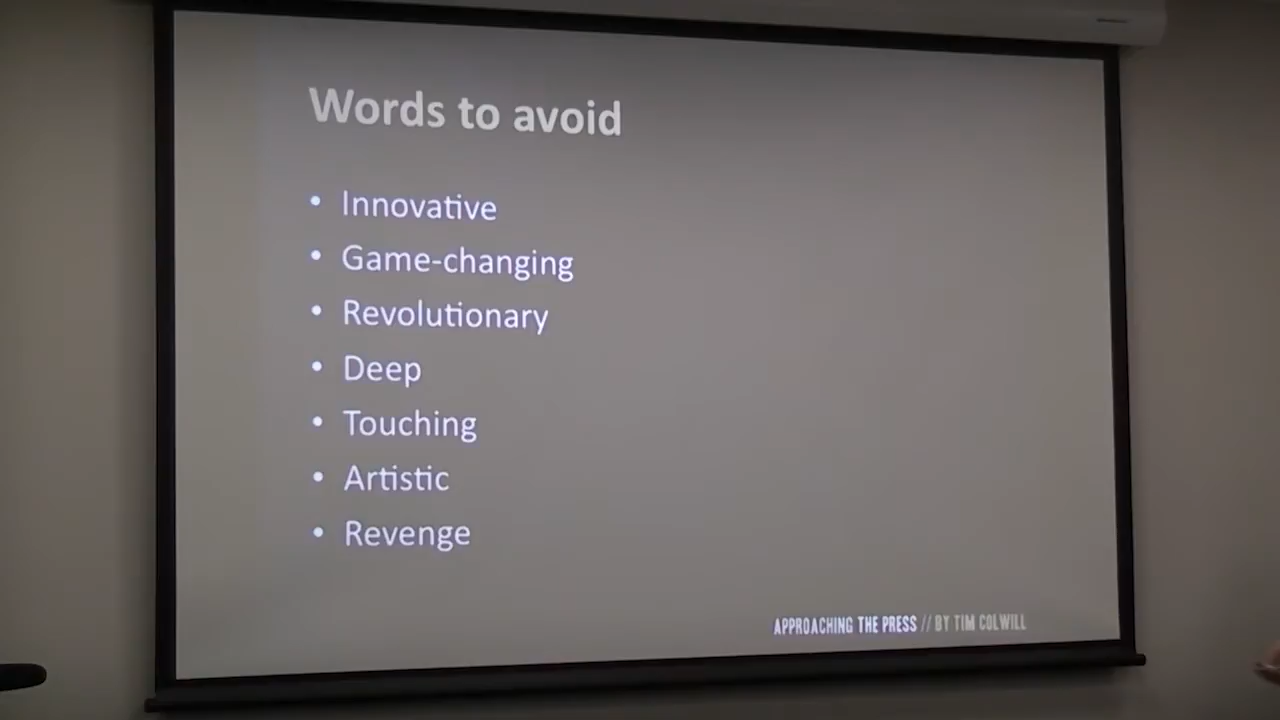 Words to avoid
• Innovative
• Game-changing
• Revolutionary
• Deep
• Touching
• Artistic
• Revenge
APPROACHING THE PRESS // BY TIM COLWILL